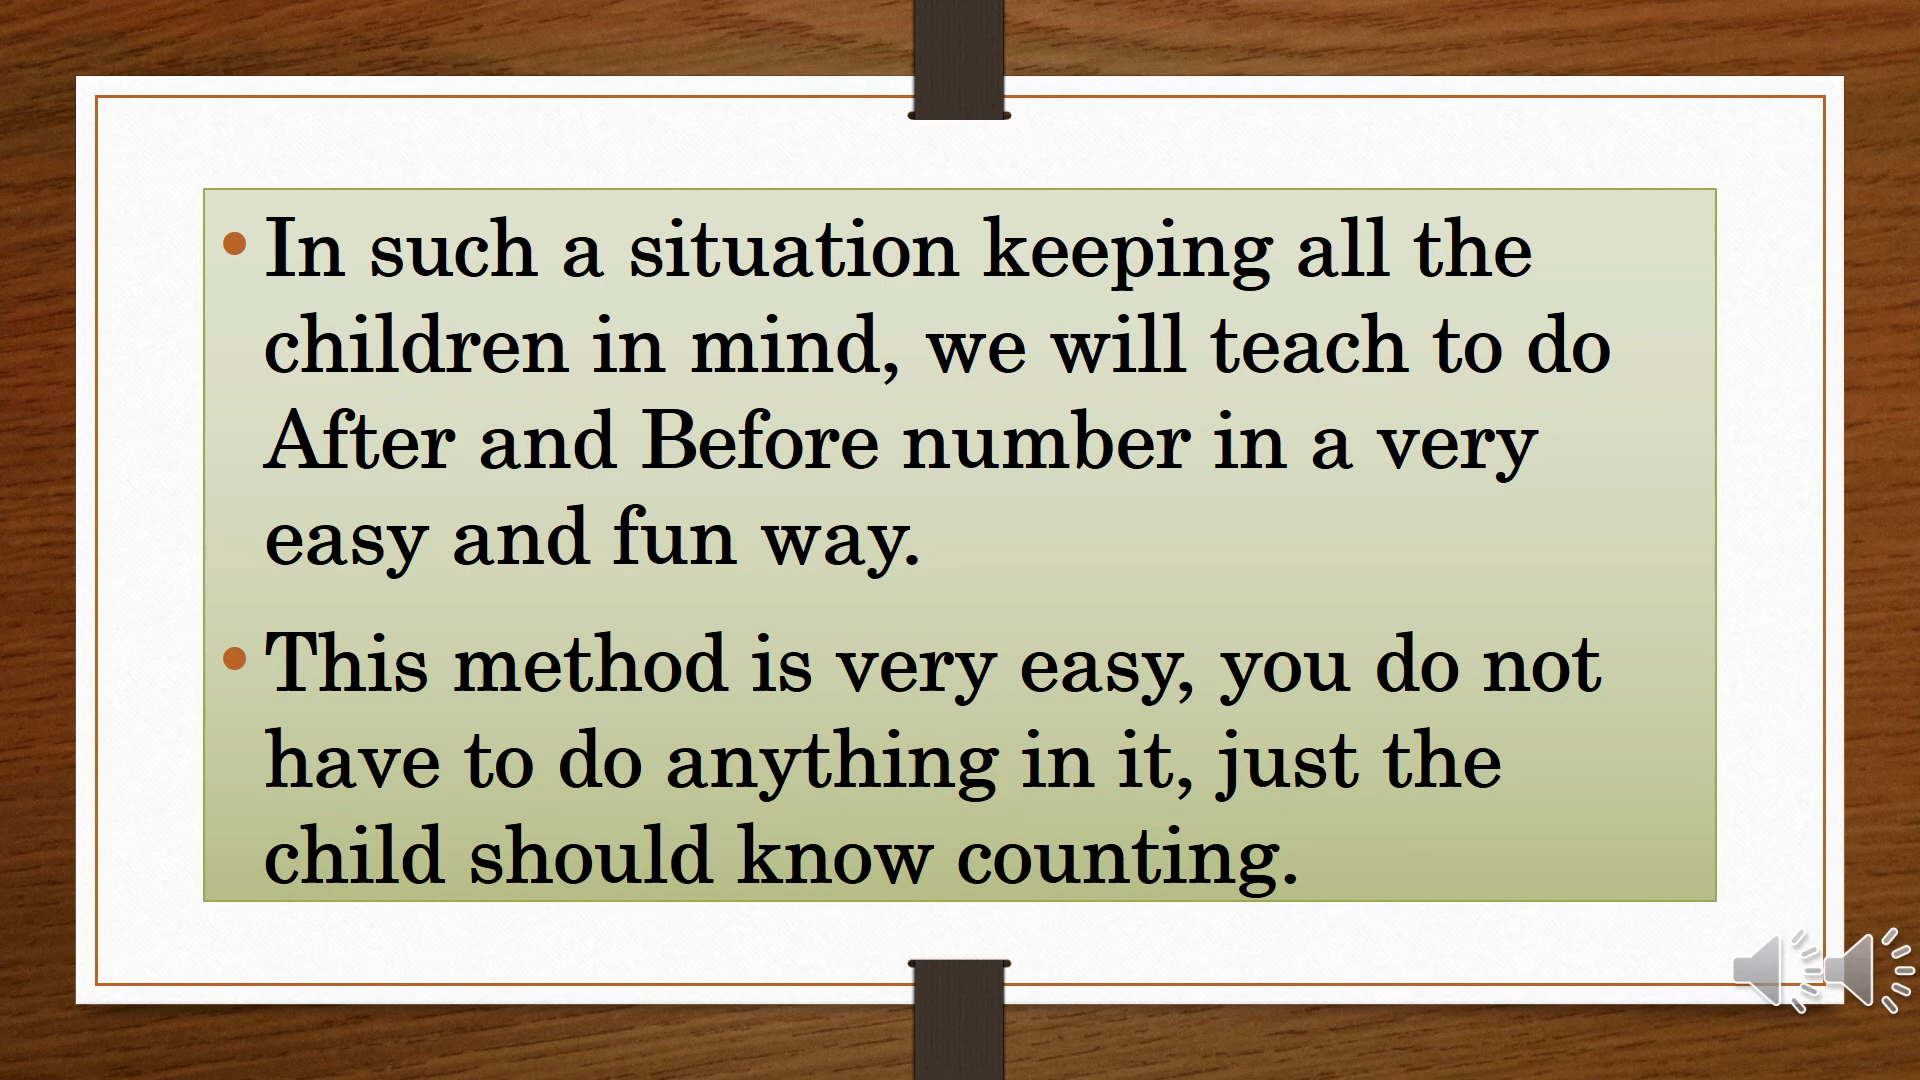 • In such a situation keeping all the
children in mind, we will teach to do
After and Before number in a very
easy and fun way.
• This method is very easy, you do not
have to do anything in it, just the
child should know counting.